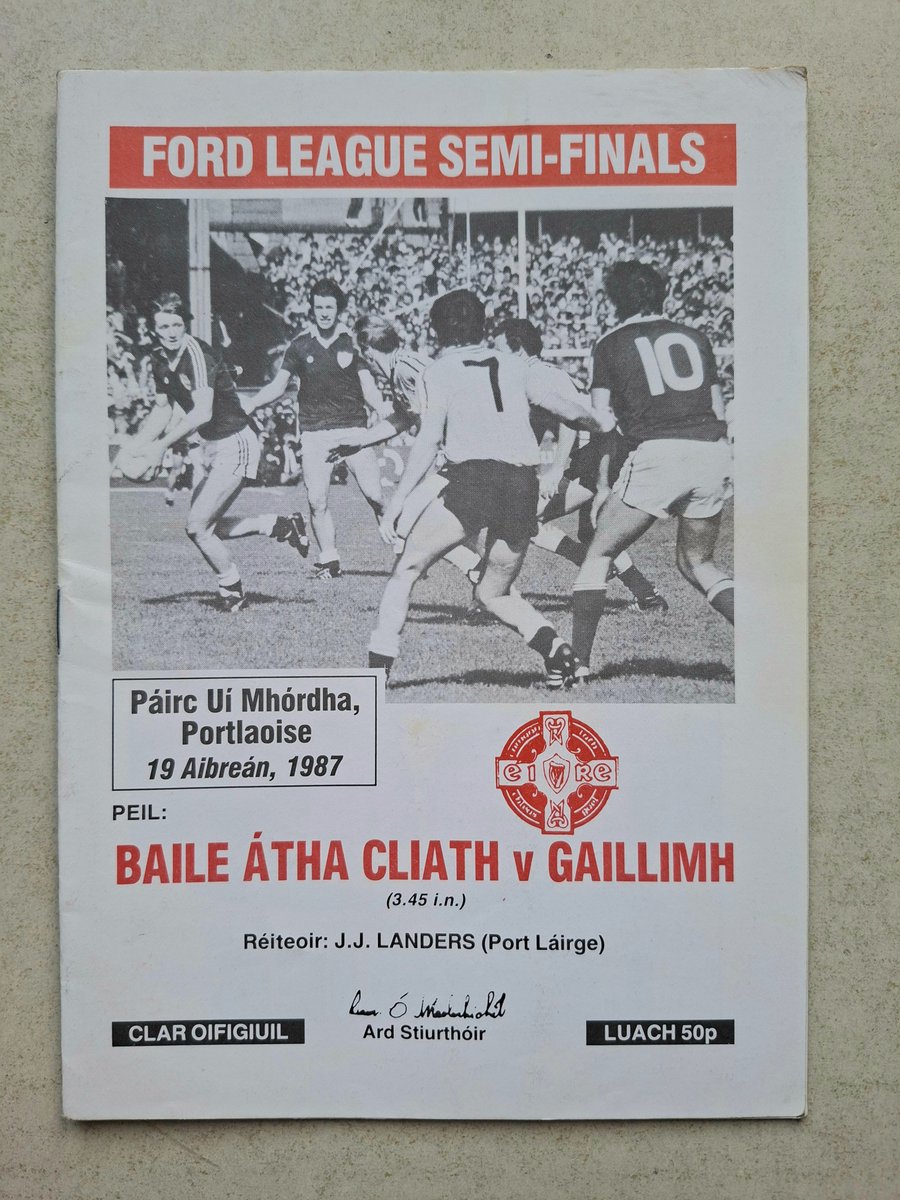 FORD LEAGUE SEMI-FINALS
7
10
Páirc Uí Mhórdha,
Portlaoise
19 Aibreán, 1987
eiRe
PEIL:
BAILE ÁTHA CLIATH v GAILLIMH
(3.45 i.n.)
Réiteoir: J.J. LANDERS (Port Láirge)
Ard Stiurthóir
CLAR OIFIGIUIL
LUACH 50p